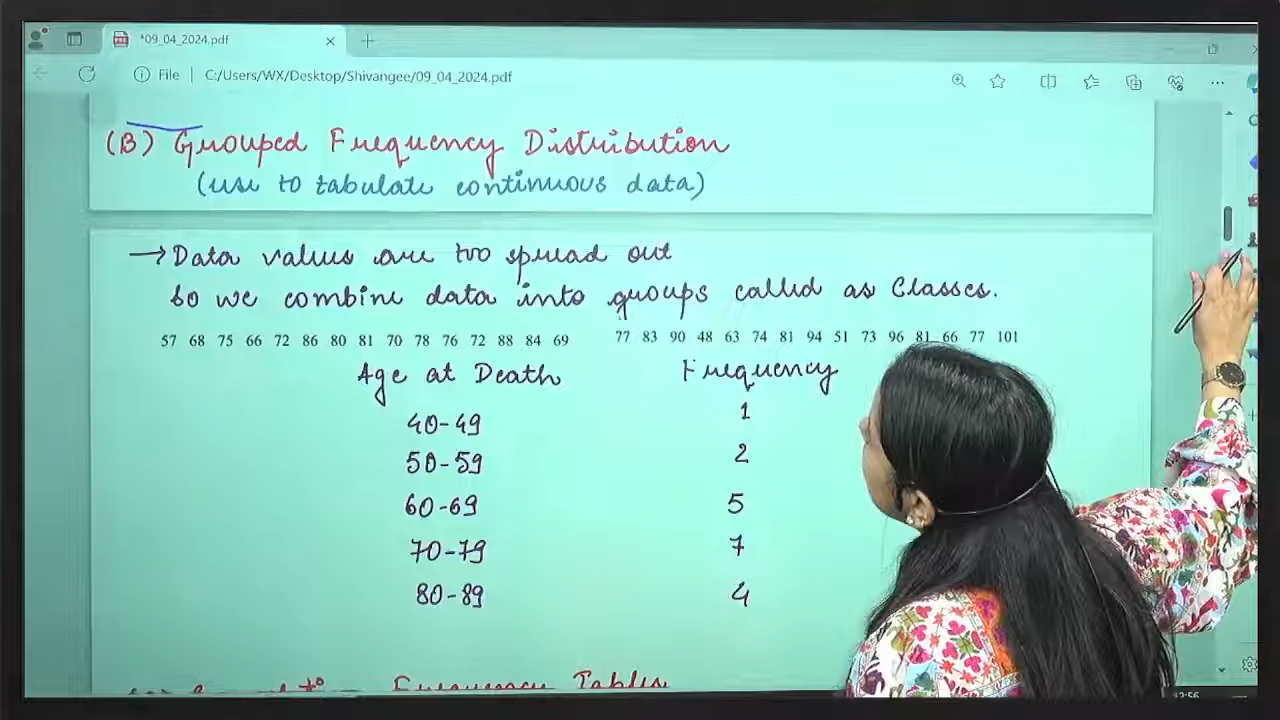 *09_04_2024.pdf
File C:/Users/WX/Desktop/Shivangee/09_04_2024.pdf
(B) Grouped Frequency Distribution
(use to tabulate continuous data)
→ Data values are too spread out
so we combine data into groups called as Classes.
57 68 75 66 72 86 80 81 70 78 76 72 88 84 69 77 83 90 48 63 74 81 94 51 73 96 81 66 77 101
Age at Death Frequency
40-49 1
50-59 2
60-69 5
70-79 7
80-89 4
Frequency Tables